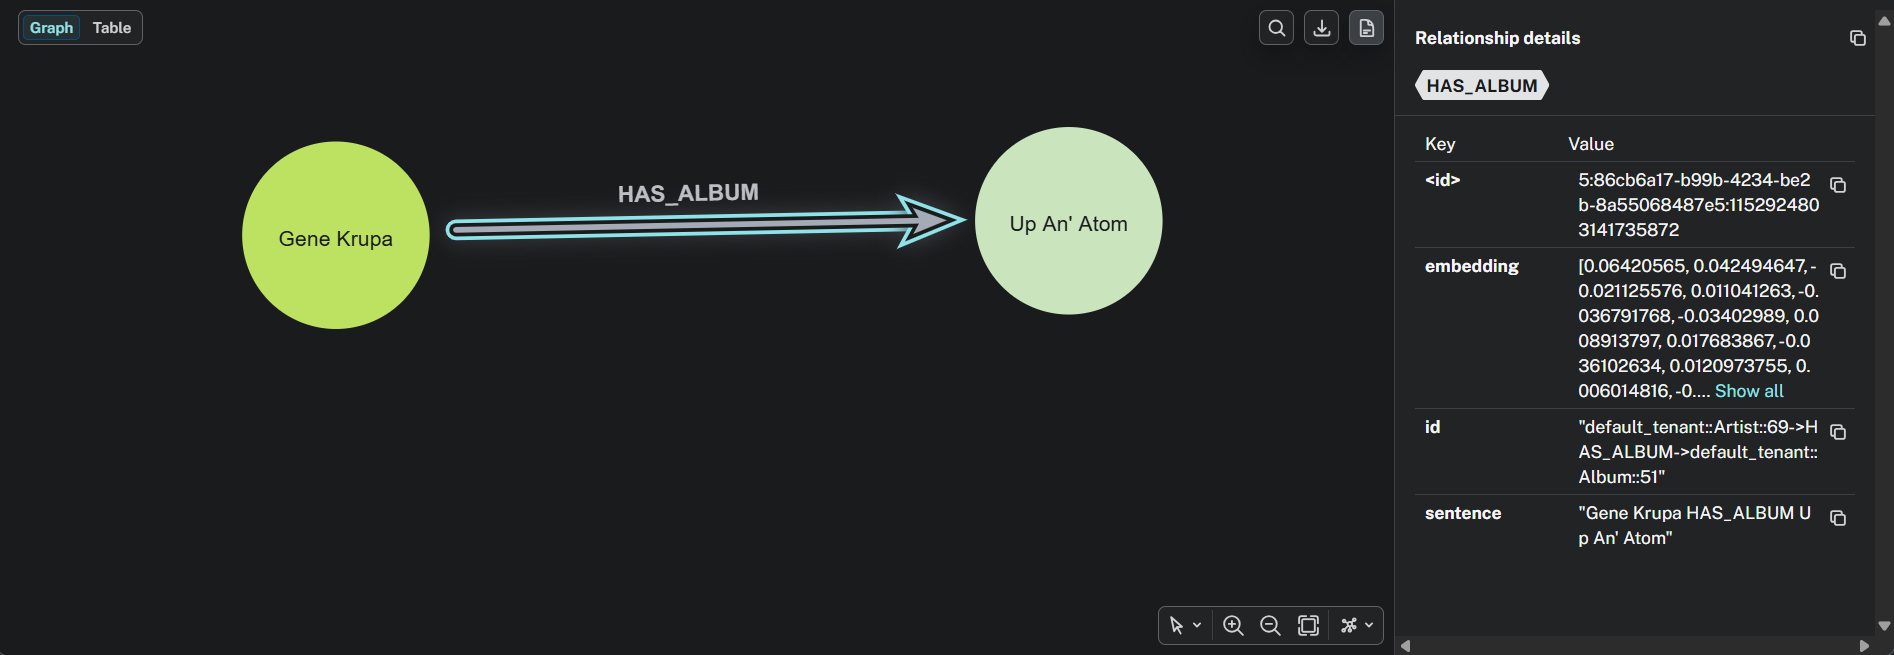 Graph Table
Gene Krupa
HAS_ALBUM
Up An' Atom
Relationship details
HAS_ALBUM
Key Value
<id> 5:86cb6a17-b99b-4234-be2
b-8a55068487e5:115292480
3141735872
embedding [0.06420565, 0.042494647, -
0.021125576, 0.011041263, -0.
036791768, -0.03402989, 0.0
08913797, 0.017683867, -0.0
36102634, 0.0120973755, 0.
006014816, -0.... Show all
id "default_tenant::Artist::69->H
AS_ALBUM->default_tenant::
Album::51"
sentence "Gene Krupa HAS_ALBUM U
p An' Atom"